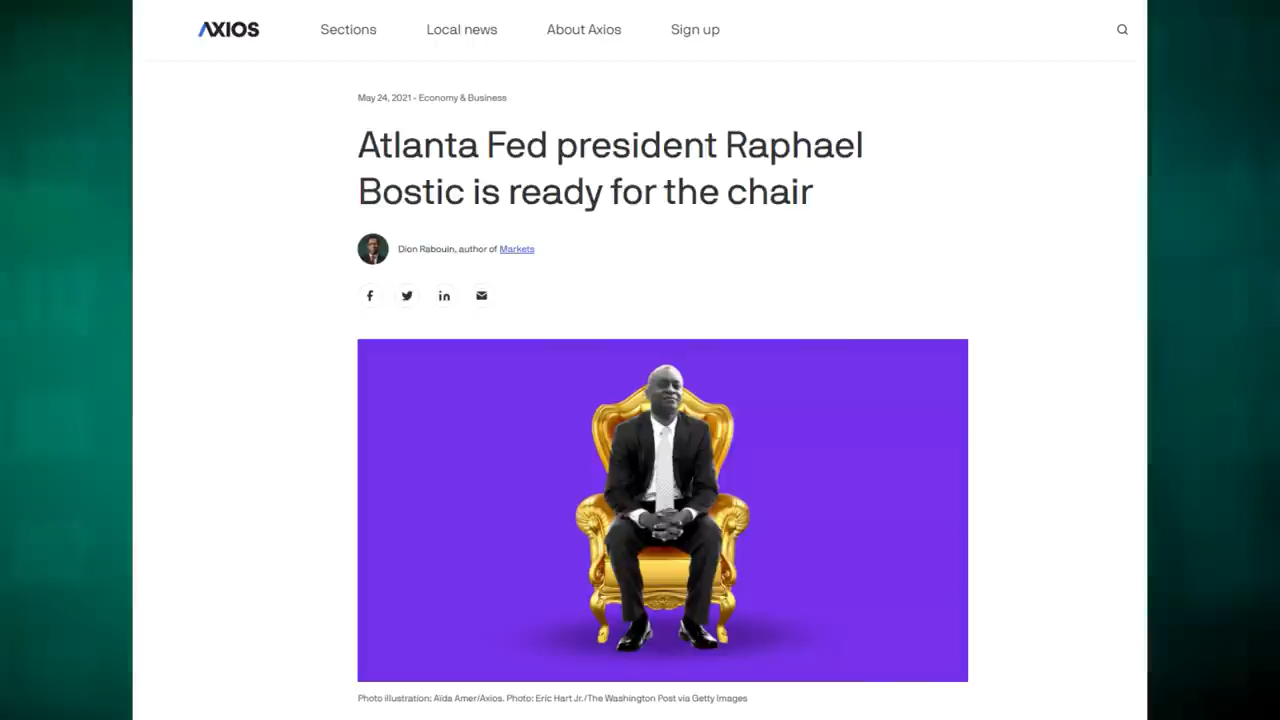 AXIOS
Sections
Local news
About Axios
Sign up
May 24, 2021 - Economy & Business
Atlanta Fed president Raphael
Bostic is ready for the chair
Dion Rabouin, author of Markets
Photo illustration: Aïda Amer/Axios. Photo: Eric Hart Jr./The Washington Post via Getty Images